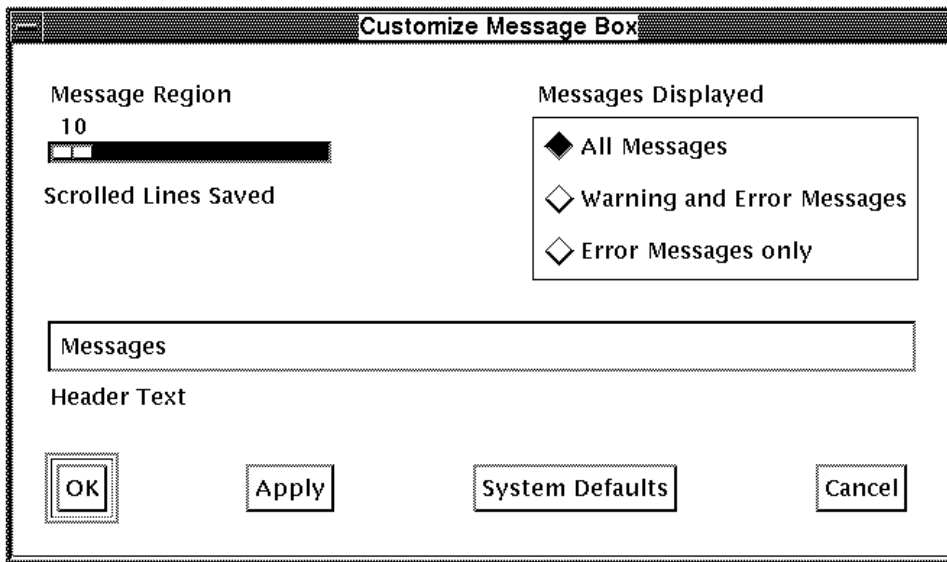 Customize Message Box
Message Region
10
Scrolled Lines Saved
Messages Displayed
All Messages
Warning and Error Messages
Error Messages only
Messages
Header Text
OK
Apply
System Defaults
Cancel